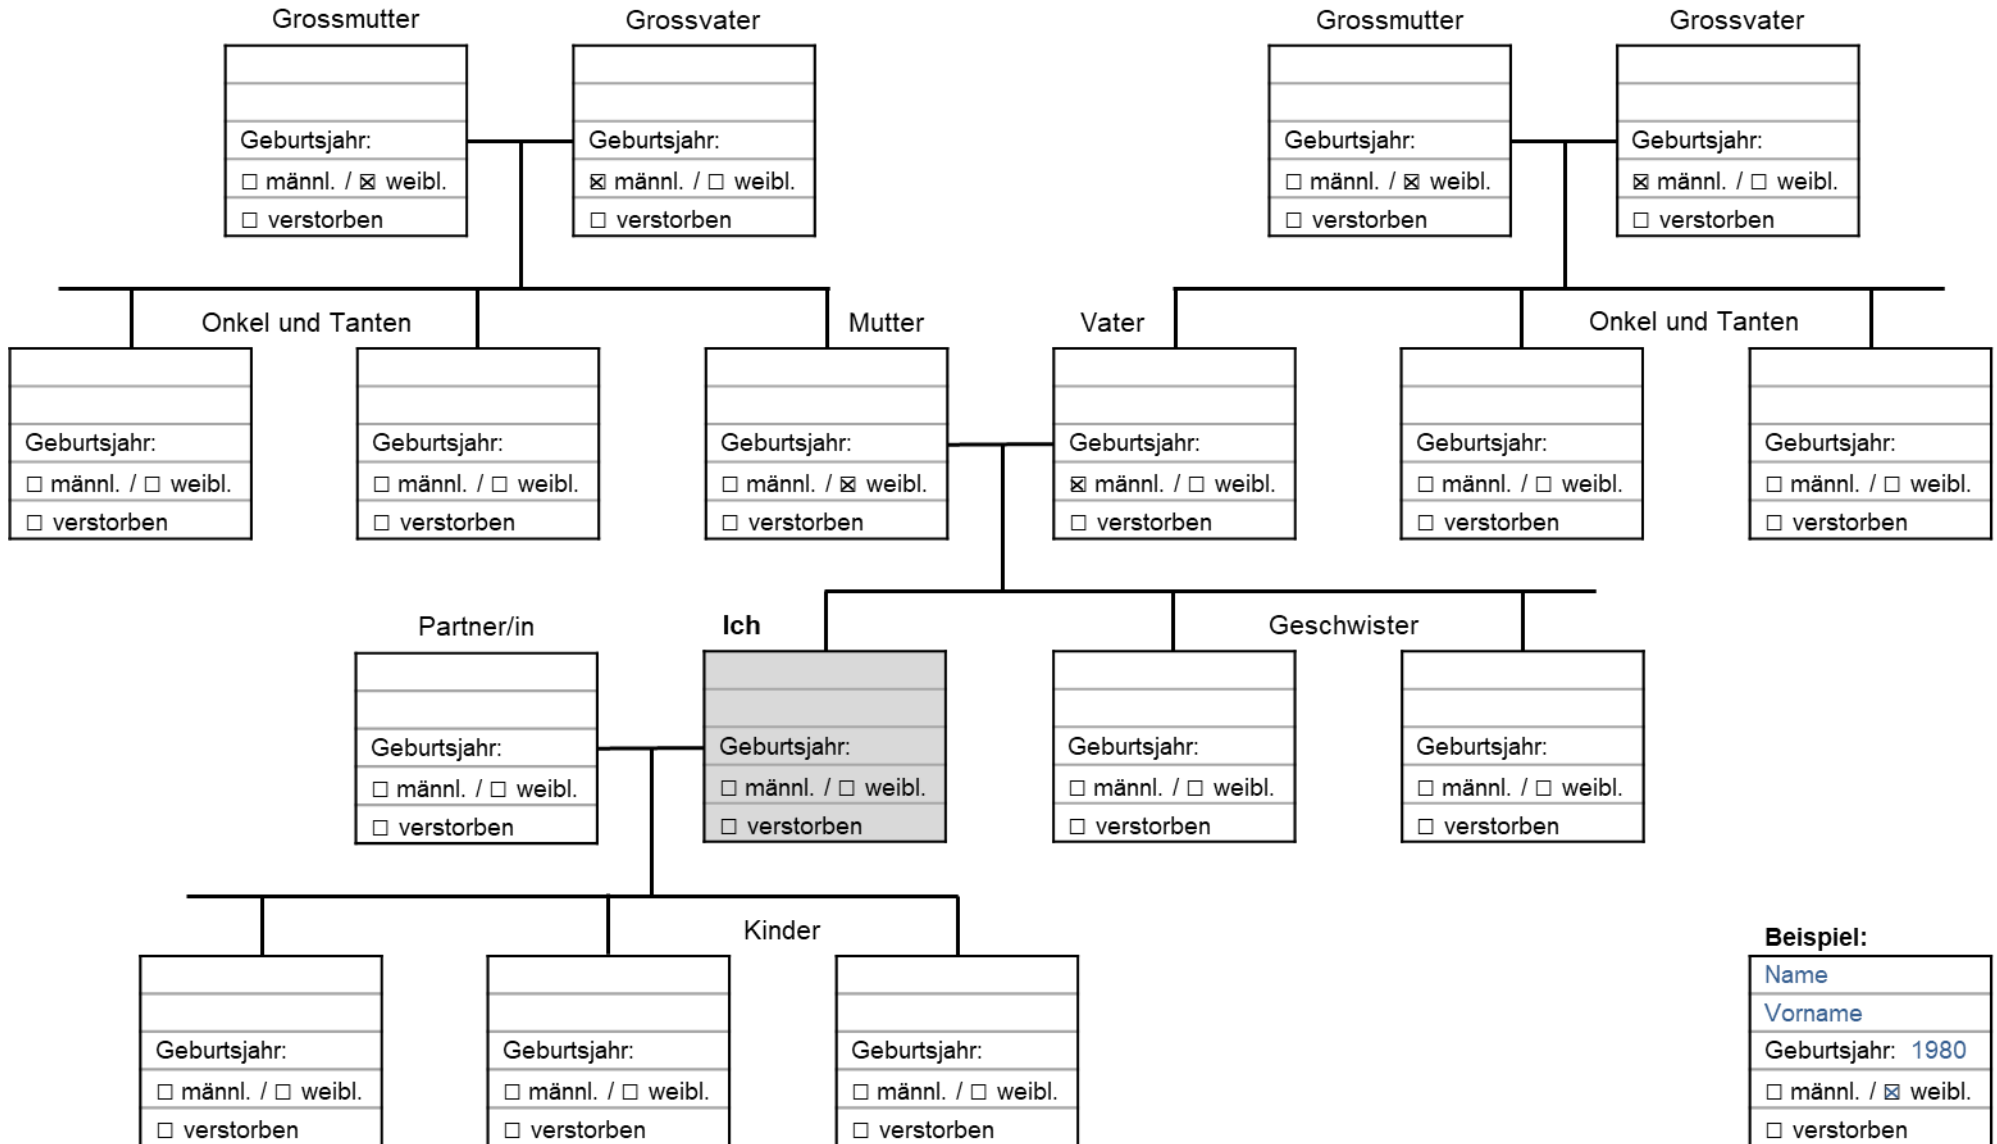 Grossmutter Grossvater Grossmutter Grossvater
Geburtsjahr: Geburtsjahr: Geburtsjahr: Geburtsjahr:
☐ männl. / ☒ weibl. ☒ männl. / ☐ weibl. ☐ männl. / ☒ weibl. ☒ männl. / ☐ weibl.
☐ verstorben ☐ verstorben ☐ verstorben ☐ verstorben
Onkel und Tanten Mutter Vater Onkel und Tanten
Geburtsjahr: Geburtsjahr: Geburtsjahr: Geburtsjahr: Geburtsjahr: Geburtsjahr:
☐ männl. / ☐ weibl. ☐ männl. / ☐ weibl. ☐ männl. / ☒ weibl. ☒ männl. / ☐ weibl. ☐ männl. / ☐ weibl. ☐ männl. / ☐ weibl.
☐ verstorben ☐ verstorben ☐ verstorben ☐ verstorben ☐ verstorben ☐ verstorben
Partner/in Ich Geschwister
Geburtsjahr: Geburtsjahr: Geburtsjahr: Geburtsjahr:
☐ männl. / ☐ weibl. ☐ männl. / ☐ weibl. ☐ männl. / ☐ weibl. ☐ männl. / ☐ weibl.
☐ verstorben ☐ verstorben ☐ verstorben ☐ verstorben
Kinder
Geburtsjahr: Geburtsjahr: Geburtsjahr:
☐ männl. / ☐ weibl. ☐ männl. / ☐ weibl. ☐ männl. / ☐ weibl.
☐ verstorben ☐ verstorben ☐ verstorben
Beispiel:
Name
Vorname
Geburtsjahr: 1980
☐ männl. / ☒ weibl.
☐ verstorben